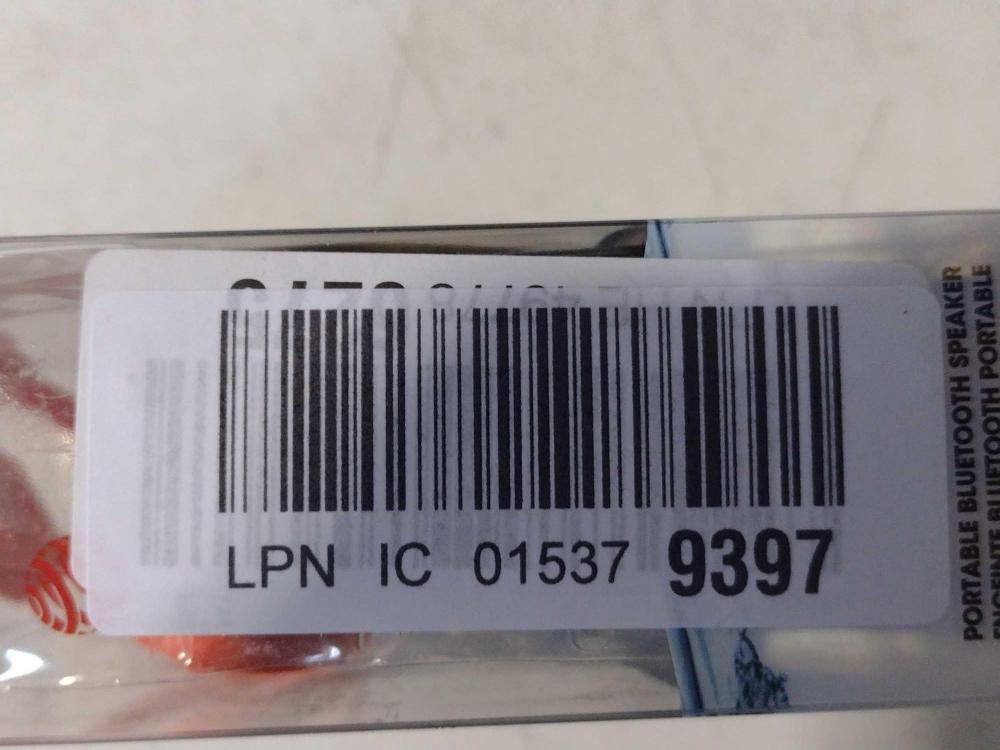 LPN IC 01537 9397
PORTABLE BLUETOOTH SPEAKER
ENCEINTE BLUETOOTH PORTABLE